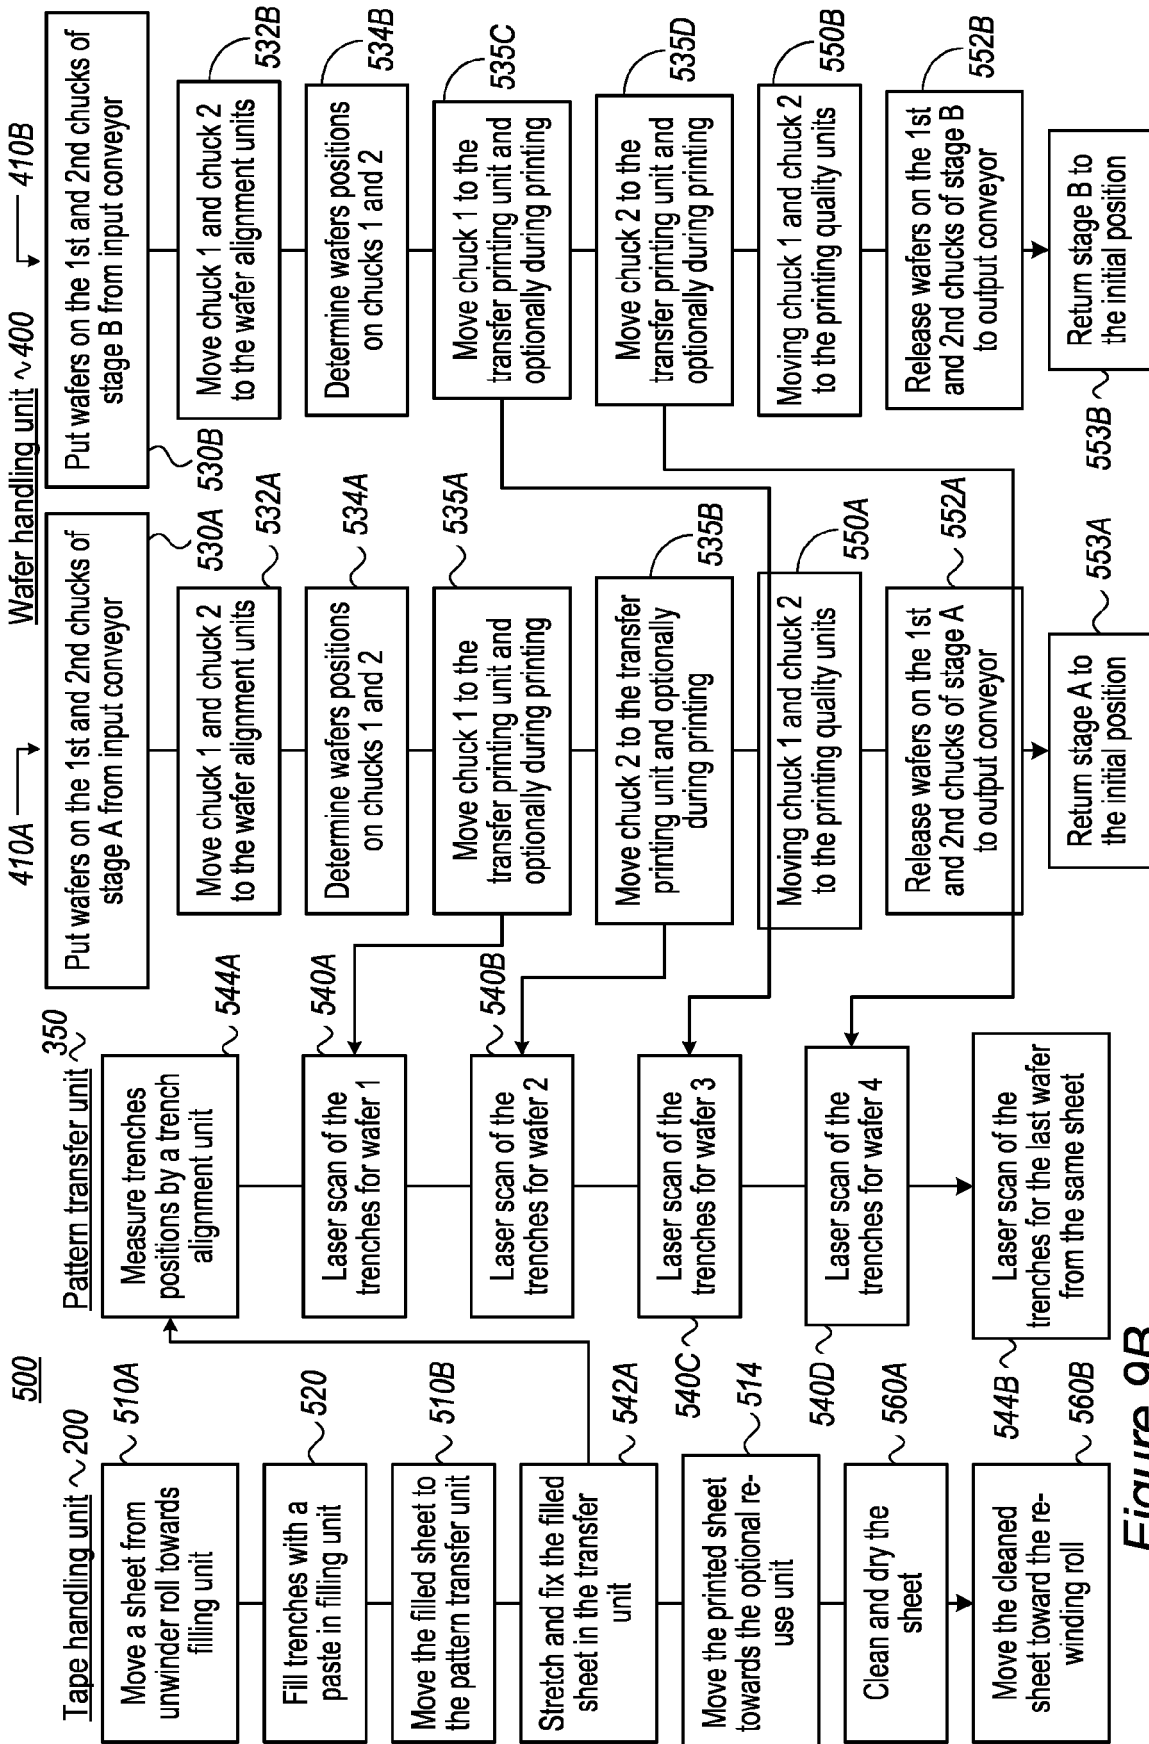 500
Tape handling unit ~200
Move a sheet from
unwinder roll towards
filling unit
510A
Fill trenches with a
paste in filling unit
520
Move the filled sheet to
the pattern transfer unit
510B
Stretch and fix the filled
sheet in the transfer
unit
542A
Move the printed sheet
towards the optional re-
use unit
514
Clean and dry the
sheet
560A
Move the cleaned
sheet toward the re-
winding roll
560B
Pattern transfer unit
350
Measure trenches
positions by a trench
alignment unit
544A
Laser scan of the
trenches for wafer 1
540A
Laser scan of the
trenches for wafer 2
540B
Laser scan of the
trenches for wafer 3
540C
Laser scan of the
trenches for wafer 4
540D
Laser scan of the
trenches for the last wafer
from the same sheet
544B
Wafer handling unit ~400
410A
Put wafers on the 1st and 2nd chucks of
stage A from input conveyor
530A
Move chuck 1 and chuck 2
to the wafer alignment units
532A
Determine wafers positions
on chucks 1 and 2
534A
Move chuck 1 to the
transfer printing unit and
optionally during printing
535A
Move chuck 2 to the transfer
printing unit and optionally
during printing
535B
Moving chuck 1 and chuck 2
to the printing quality units
550A
Release wafers on the 1st
and 2nd chucks of stage A
to output conveyor
552A
Return stage A to
the initial position
553A
410B
Put wafers on the 1st and 2nd chucks of
stage B from input conveyor
530B
Move chuck 1 and chuck 2
to the wafer alignment units
532B
Determine wafers positions
on chucks 1 and 2
534B
Move chuck 1 to the
transfer printing unit and
optionally during printing
535C
Move chuck 2 to the
transfer printing unit and
optionally during printing
535D
Moving chuck 1 and chuck 2
to the printing quality units
550B
Release wafers on the 1st
and 2nd chucks of stage B
to output conveyor
552B
Return stage B to
the initial position
553B
Figure 9B